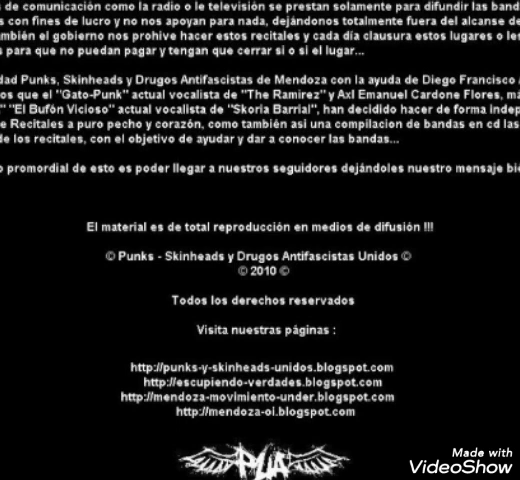 s de comunicación como la radio o le televisión se prestan solamente para difundir las band
s con fines de lucro y no nos apoyan para nada, dejándonos totalmente fuera del alcanse de
mbién el gobierno nos prohive hacer estos recitales y cada día clausura estos lugares o les
s para que no puedan pagar y tengan que cerrar si o si el lugar...
dad Punks, Skinheads y Drugos Antifascistas de Mendoza con la ayuda de Diego Francisco
os que el "Gato-Punk" actual vocalista de "The Ramirez" y Axl Emanuel Cardone Flores, má
" "El Bufón Vicioso" actual vocalista de "Skoria Barrial", han decidido hacer de forma indep
e Recitales a puro pecho y corazón, como también asi una compilacion de bandas en cd las
de los recitales, con el objetivo de ayudar y dar a conocer las bandas...
o promordial de esto es poder llegar a nuestros seguidores dejándoles nuestro mensaje bie
El material es de total reproducción en medios de difusión !!!
© Punks - Skinheads y Drugos Antifascistas Unidos ©
© 2010 ©
Todos los derechos reservados
Visita nuestras páginas :
http://punks-y-skinheads-unidos.blogspot.com
http://escupiendo-verdades.blogspot.com
http://mendoza-movimiento-under.blogspot.com
http://mendoza-oi.blogspot.com
PUA
Made with
VideoShow